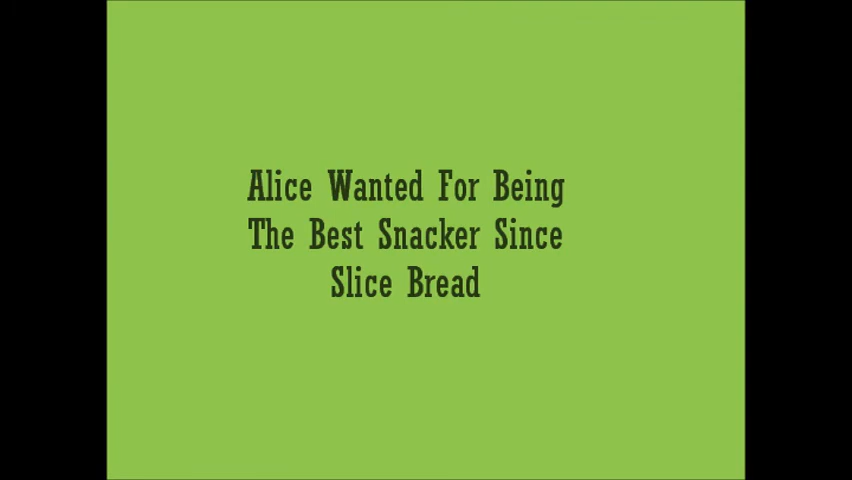 Alice Wanted For Being
The Best Snacker Since
Slice Bread